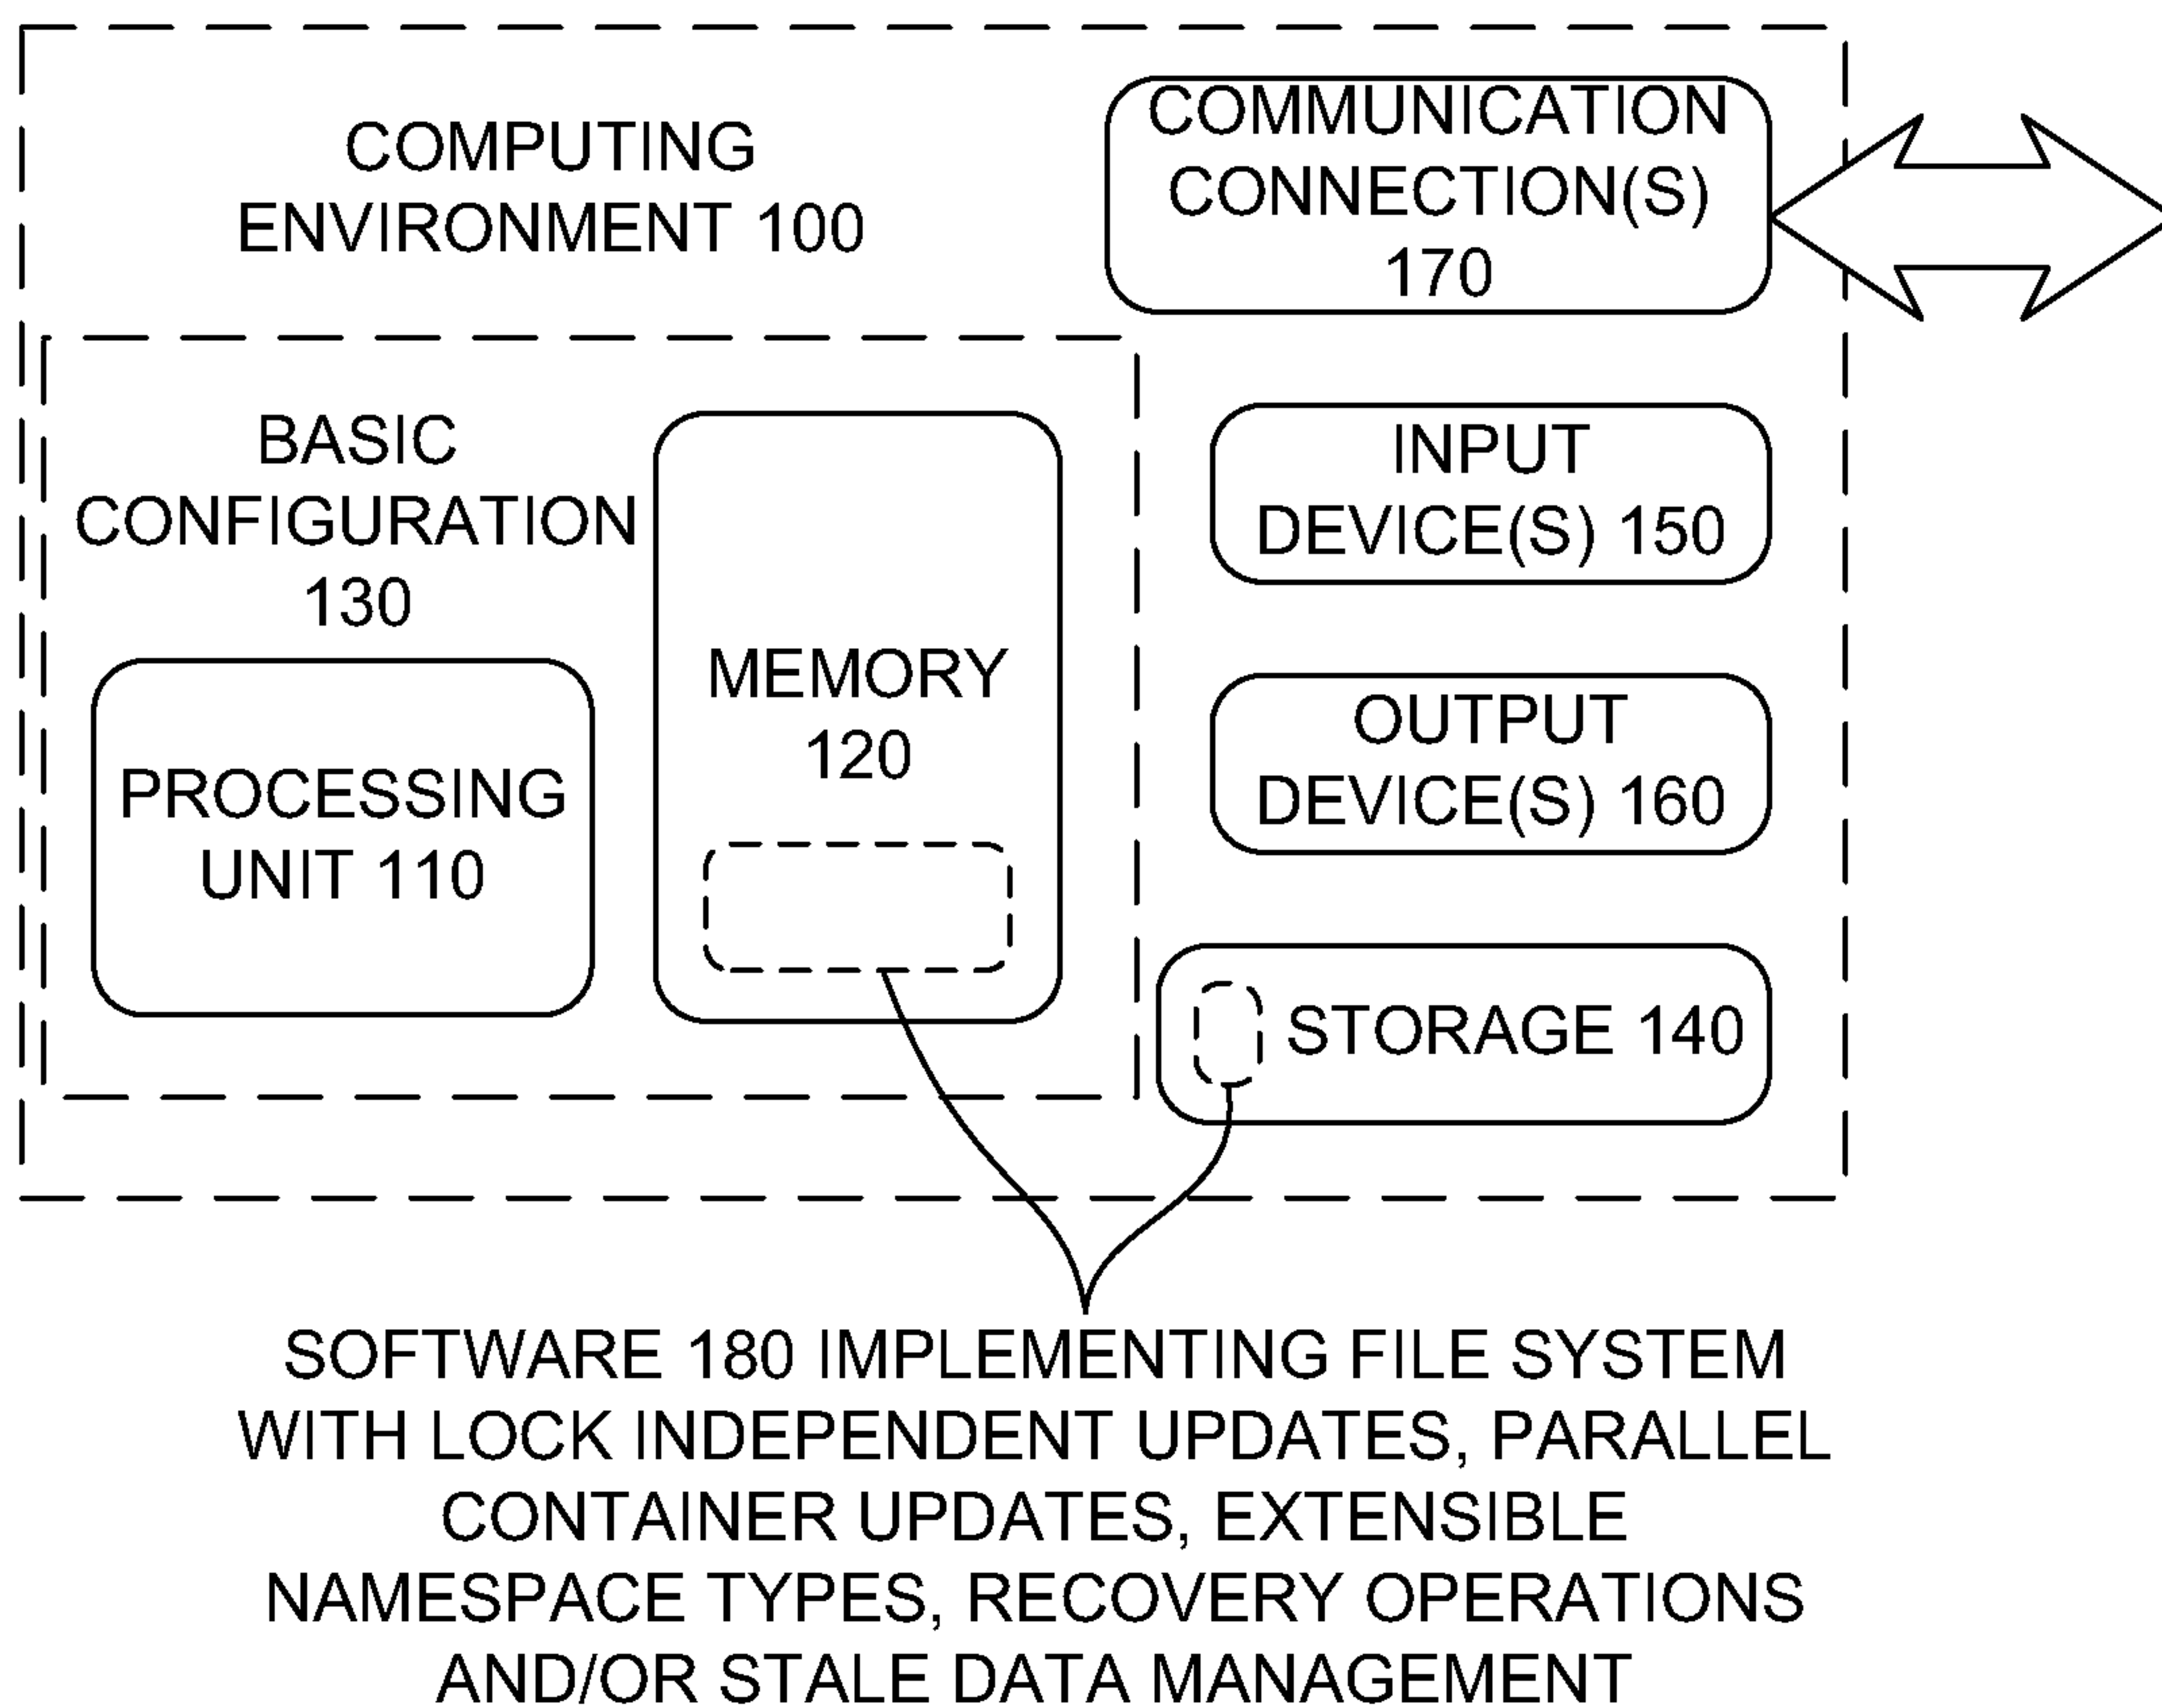 COMPUTING
ENVIRONMENT 100
COMMUNICATION
CONNECTION(S)
170
BASIC
CONFIGURATION
130
PROCESSING
UNIT 110
MEMORY
120
INPUT
DEVICE(S) 150
OUTPUT
DEVICE(S) 160
STORAGE 140
SOFTWARE 180 IMPLEMENTING FILE SYSTEM
WITH LOCK INDEPENDENT UPDATES, PARALLEL
CONTAINER UPDATES, EXTENSIBLE
NAMESPACE TYPES, RECOVERY OPERATIONS
AND/OR STALE DATA MANAGEMENT